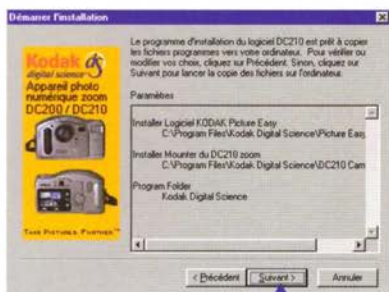 Démarrer l'installation
Kodak ds
digital science™
Appareil photo
numérique zoom
DC200 / DC210
TAKE PICTURES. FURTHER.™
Le programme d'installation du logiciel DC210 est prêt à copier
les fichiers programmes vers votre ordinateur. Pour vérifier ou
modifier vos choix, cliquez sur Précédent. Sinon, cliquez sur
Suivant pour lancer la copie des fichiers sur l'ordinateur.
Paramètres
Installer Logiciel KODAK Picture Easy
C:\Program Files\Kodak Digital Science\Picture Easy
Installer Mounter du DC210 zoom
C:\Program Files\Kodak Digital Science\DC210 Cam
Program Folder
Kodak Digital Science
< Précédent
Suivant >
Annuler